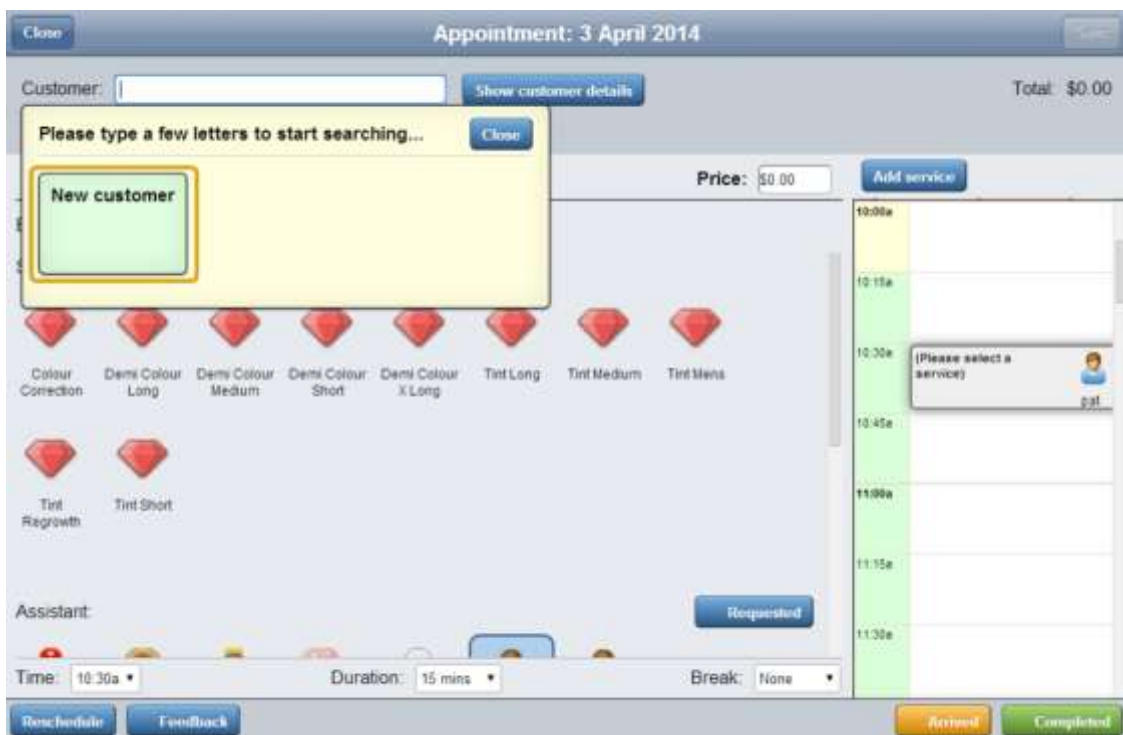 Close
Appointment: 3 April 2014
Customer:
Show customer details
Total: $0.00
Please type a few letters to start searching...
Close
New customer
Price: $0.00
Add service
10:00a
10:15a
10:30a
(Please select a
service)
pat
10:45a
11:00a
11:15a
11:30a
Colour
Correction
Demi Colour
Long
Demi Colour
Medium
Demi Colour
Short
Demi Colour
X Long
Tint Long
Tint Medium
Tint Mens
Tint
Regrowth
Tint Short
Assistant:
Requested
Time: 10:30a
Duration: 15 mins
Break: None
Reschedule
Feedback
Arrived
Completed